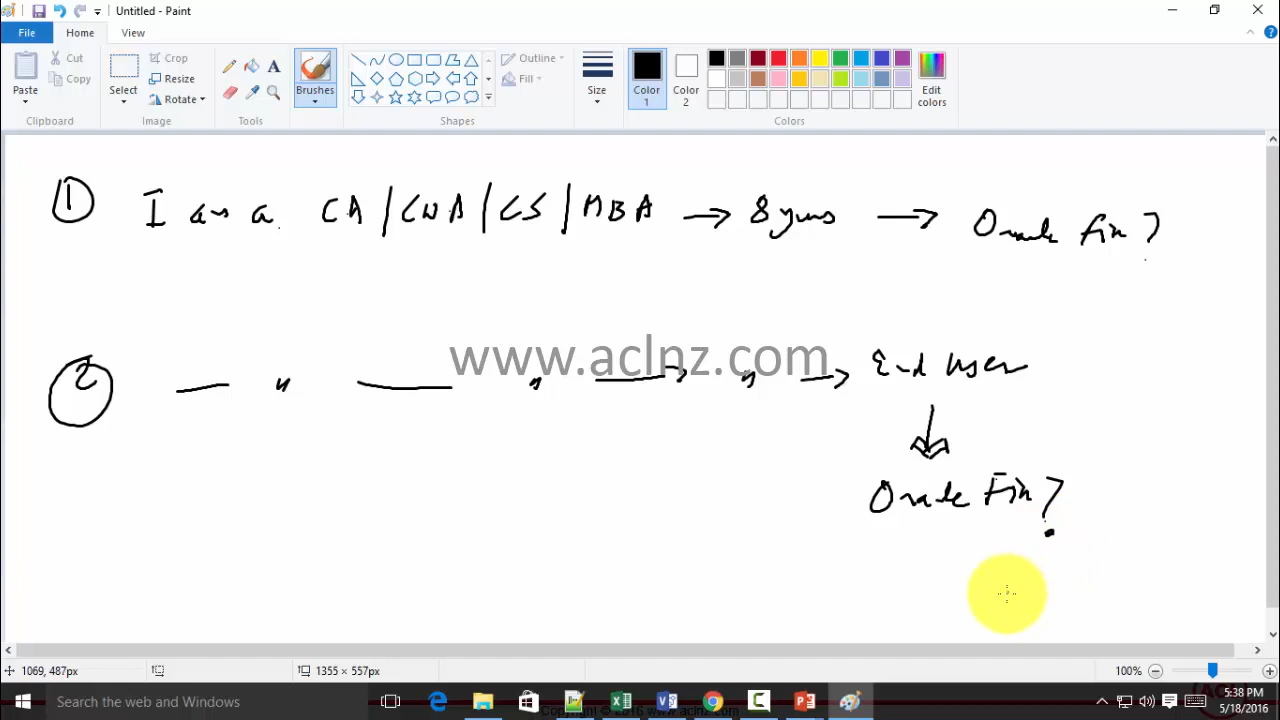 Untitled - Paint
File Home View
Paste
Cut
Copy
Clipboard
Select
Crop
Resize
Rotate
Image
Tools
Brushes
Shapes
Outline
Fill
Size
Color 1
Color 2
Colors
Edit colors
① I am a CA/CWA/CS/MBA → 8 years → Oracle Fin?
www.aclnz.com
② — " — " → " → End user
Oracle Fin?
1069, 487px
1355 × 557px
100%
Search the web and Windows
5:38 PM
5/18/2016